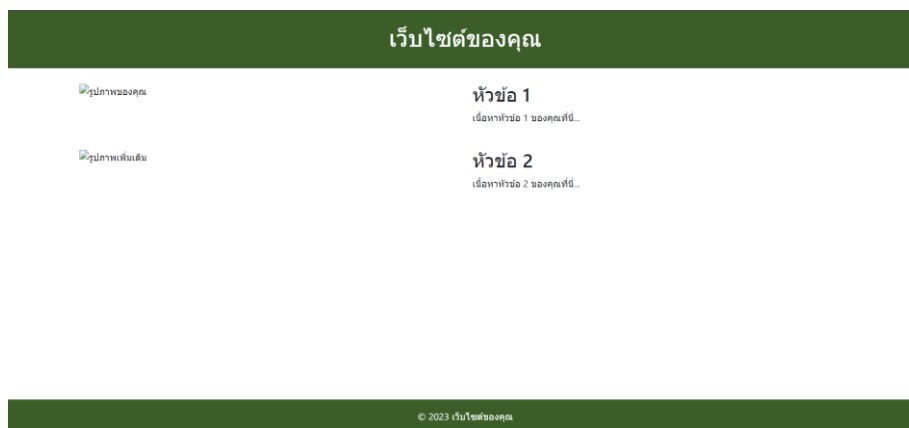 เว็บไซต์ของคุณ
รูปภาพของคุณ
หัวข้อ 1
เนื้อหาหัวข้อ 1 ของคุณที่นี่...
รูปภาพเพิ่มเติม
หัวข้อ 2
เนื้อหาหัวข้อ 2 ของคุณที่นี่...
© 2023 เว็บไซต์ของคุณ